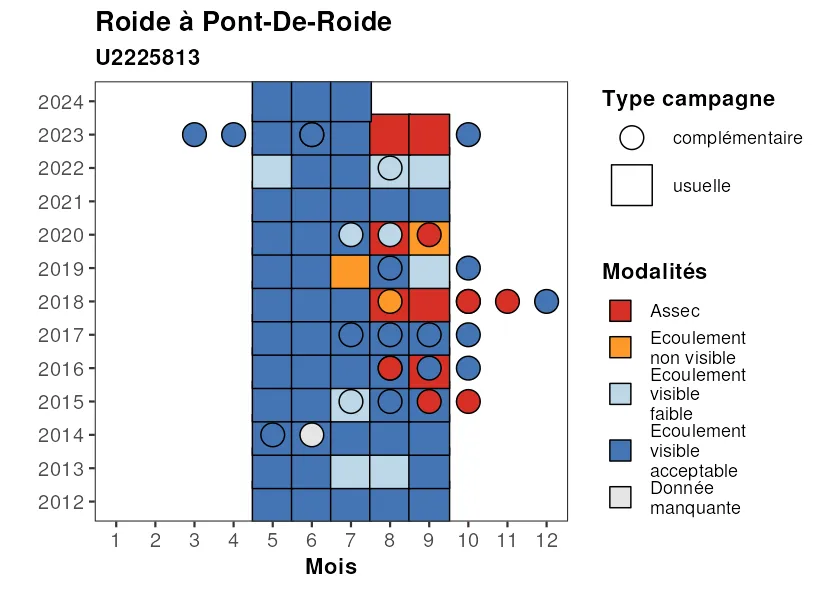 Roide à Pont-De-Roide
U2225813
2024
2023
2022
2021
2020
2019
2018
2017
2016
2015
2014
2013
2012
1 2 3 4 5 6 7 8 9 10 11 12
Mois
Type campagne
complémentaire
usuelle
Modalités
Assec
Ecoulement
non visible
Ecoulement
visible
faible
Ecoulement
visible
acceptable
Donnée
manquante